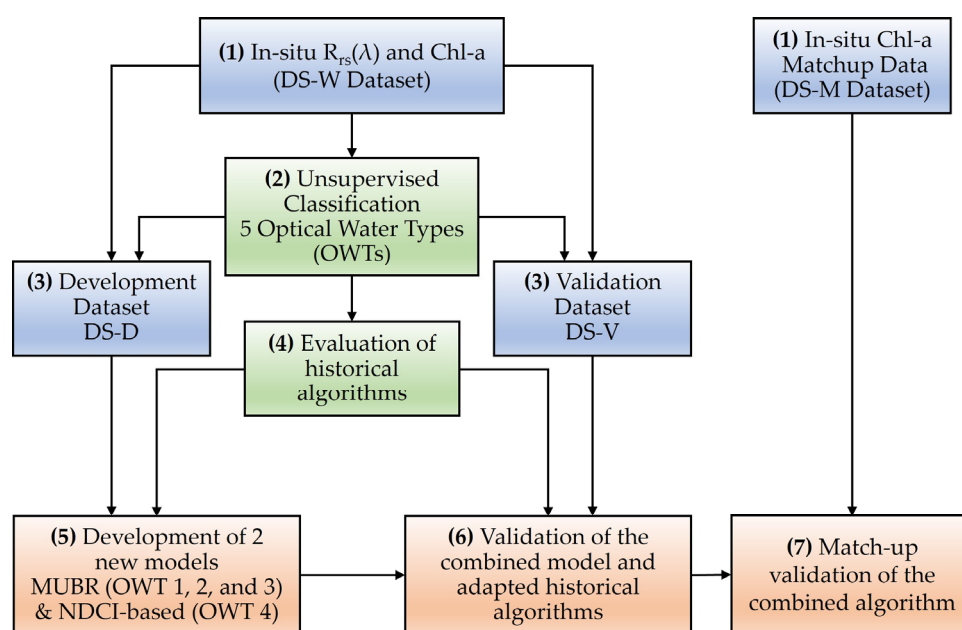 (1) In-situ Rrs(λ) and Chl-a
(DS-W Dataset)
(1) In-situ Chl-a
Matchup Data
(DS-M Dataset)
(2) Unsupervised
Classification
5 Optical Water Types
(OWTs)
(3) Development
Dataset
DS-D
(3) Validation
Dataset
DS-V
(4) Evaluation of
historical
algorithms
(5) Development of 2
new models
MUBR (OWT 1, 2, and 3)
& NDCI-based (OWT 4)
(6) Validation of the
combined model and
adapted historical
algorithms
(7) Match-up
validation of the
combined algorithm